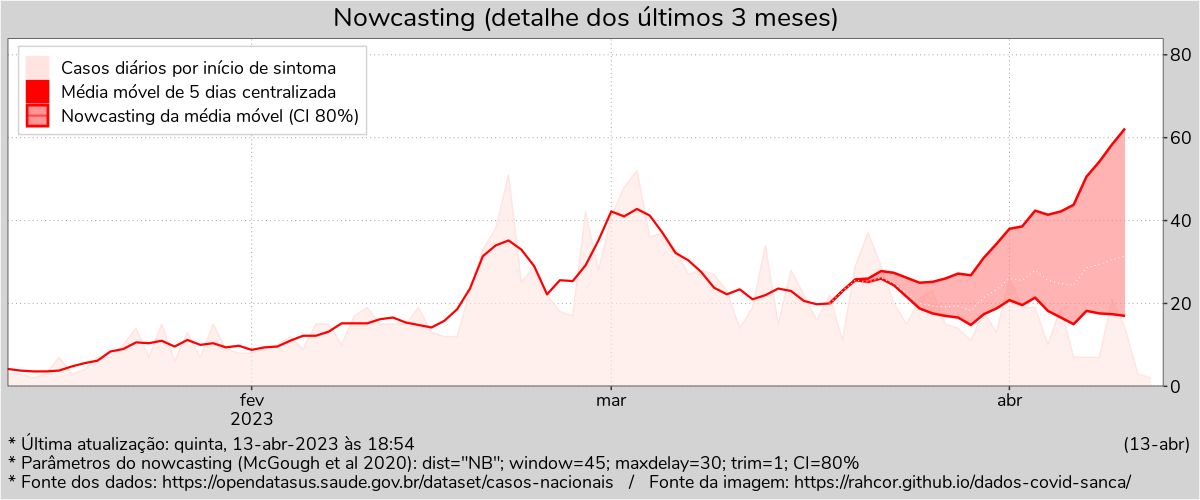 Nowcasting (detalhe dos últimos 3 meses)
Casos diários por início de sintoma
Média móvel de 5 dias centralizada
Nowcasting da média móvel (CI 80%)
80
60
40
20
0
fev
2023
mar
abr
* Última atualização: quinta, 13-abr-2023 às 18:54
(13-abr)
* Parâmetros do nowcasting (McGough et al 2020): dist="NB"; window=45; maxdelay=30; trim=1; CI=80%
* Fonte dos dados: https://opendatasus.saude.gov.br/dataset/casos-nacionais / Fonte da imagem: https://rahcor.github.io/dados-covid-sanca/